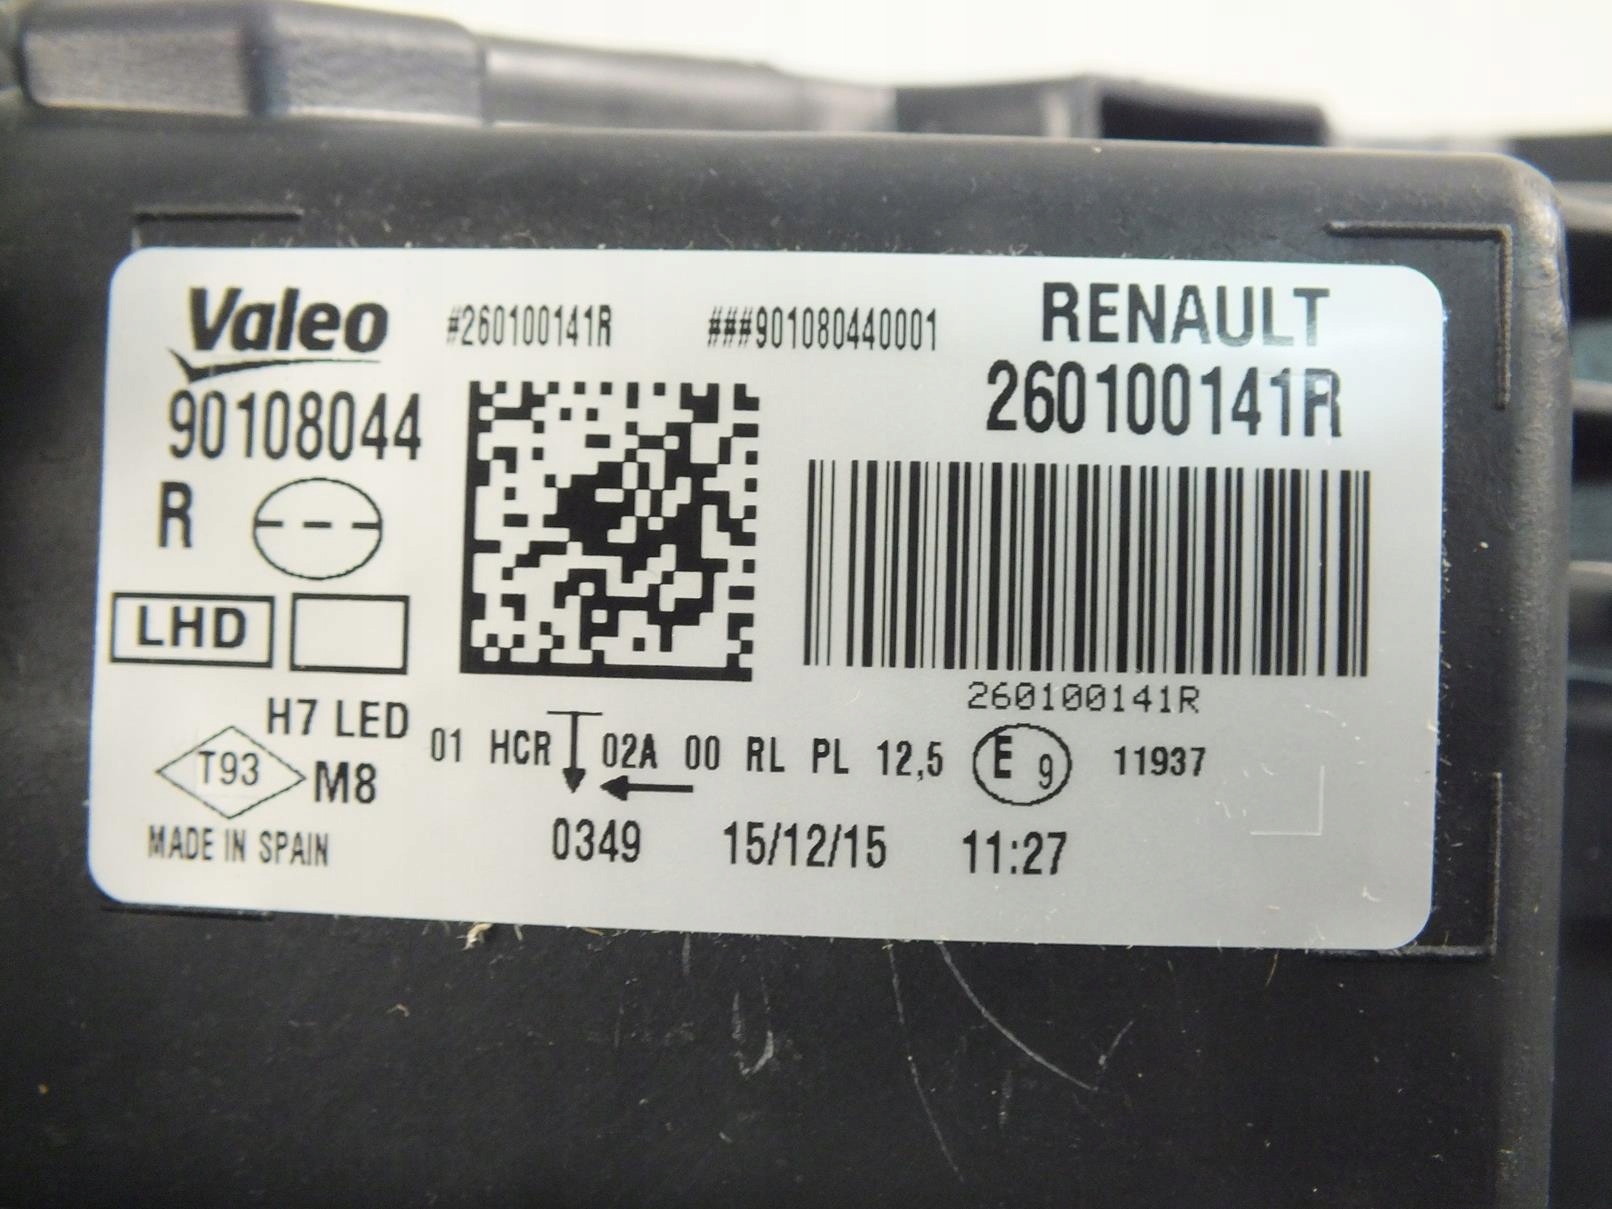 Valeo
#260100141R
###901080440001
RENAULT
90108044
260100141R
R
LHD
260100141R
H7 LED
T93
M8
01 HCR 02A 00 RL PL 12,5 E 9 11937
MADE IN SPAIN
0349 15/12/15 11:27